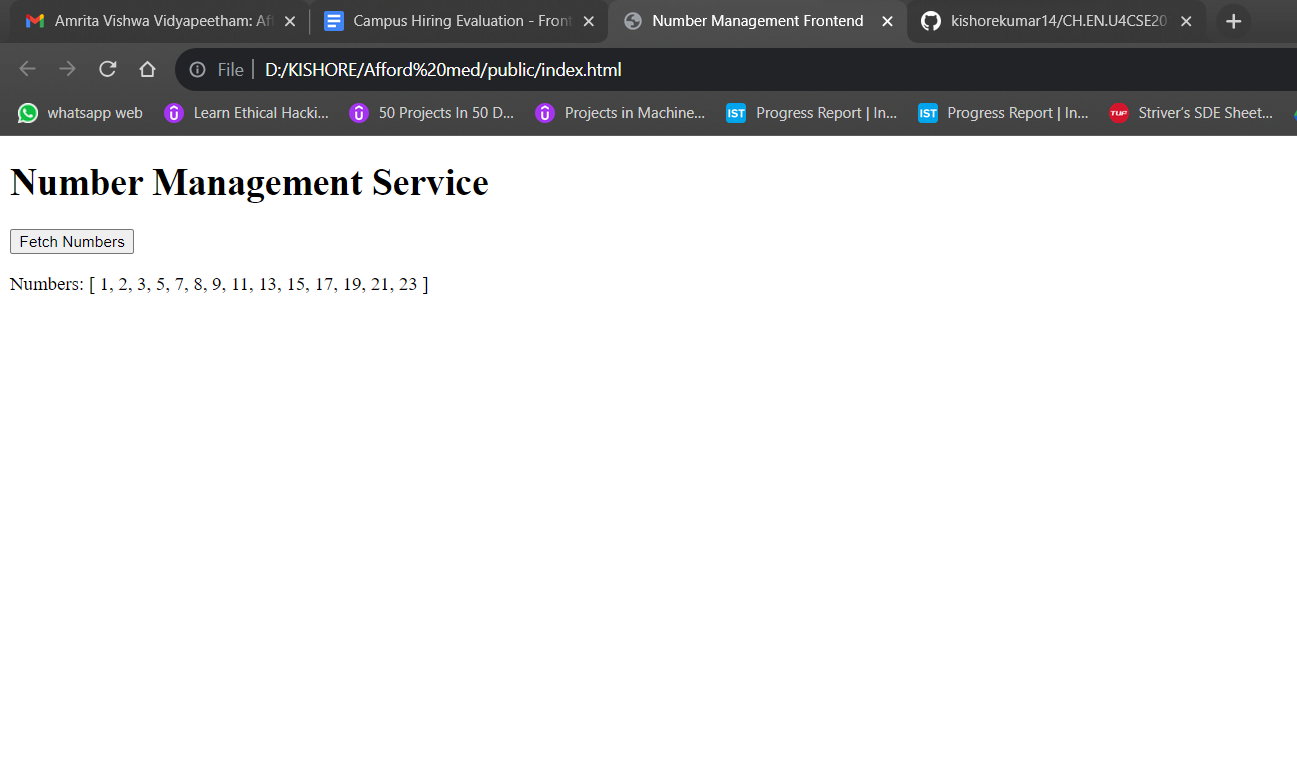 Amrita Vishwa Vidyapeetham: Af
Campus Hiring Evaluation - Front
Number Management Frontend
kishorekumar14/CH.EN.U4CSE20
File D:/KISHORE/Afford%20med/public/index.html
whatsapp web Learn Ethical Hacki... 50 Projects In 50 D... Projects in Machine... IST Progress Report | In... IST Progress Report | In... TUF Striver's SDE Sheet...
Number Management Service
Fetch Numbers
Numbers: [ 1, 2, 3, 5, 7, 8, 9, 11, 13, 15, 17, 19, 21, 23 ]